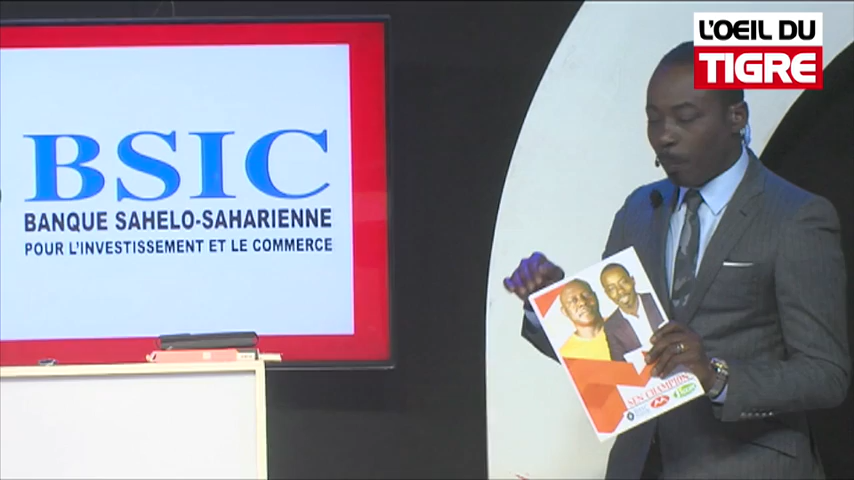 L'OEIL DU
TIGRE
BSIC
BANQUE SAHELO-SAHARIENNE
POUR L'INVESTISSEMENT ET LE COMMERCE
SEN CHAMPION